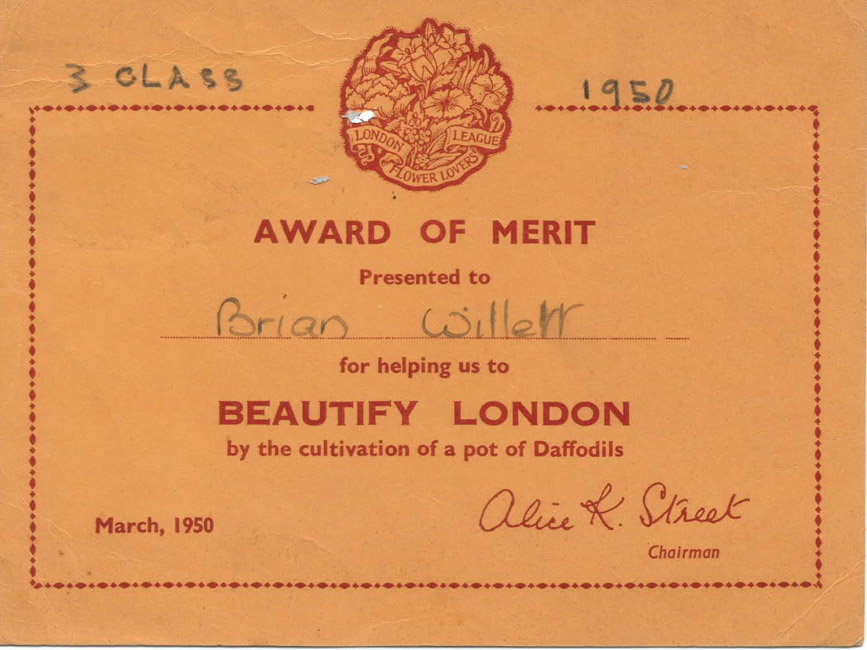 3 CLASS 1950
LONDON LEAGUE
OF
FLOWER LOVERS
AWARD OF MERIT
Presented to
Brian Willett
for helping us to
BEAUTIFY LONDON
by the cultivation of a pot of Daffodils
Alice K. Street
March, 1950
Chairman